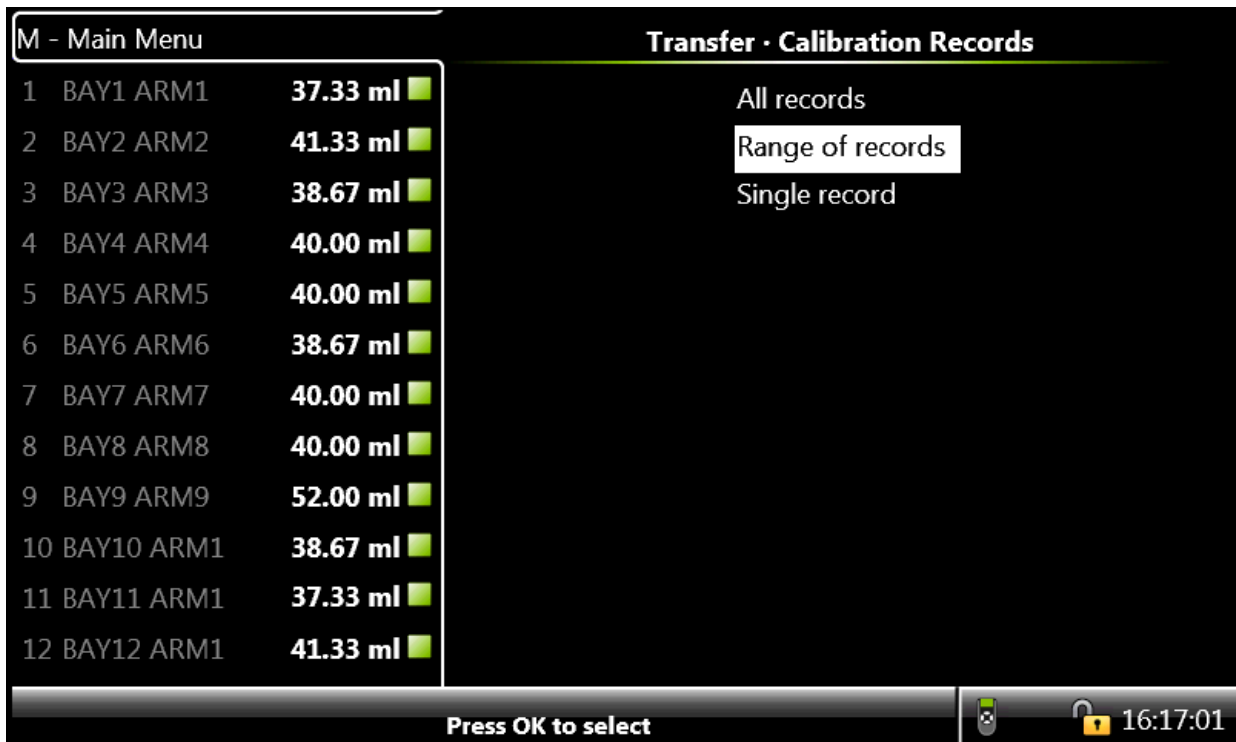 M - Main Menu
1 BAY1 ARM1 37.33 ml
2 BAY2 ARM2 41.33 ml
3 BAY3 ARM3 38.67 ml
4 BAY4 ARM4 40.00 ml
5 BAY5 ARM5 40.00 ml
6 BAY6 ARM6 38.67 ml
7 BAY7 ARM7 40.00 ml
8 BAY8 ARM8 40.00 ml
9 BAY9 ARM9 52.00 ml
10 BAY10 ARM1 38.67 ml
11 BAY11 ARM1 37.33 ml
12 BAY12 ARM1 41.33 ml
Transfer · Calibration Records
All records
Range of records
Single record
Press OK to select
16:17:01